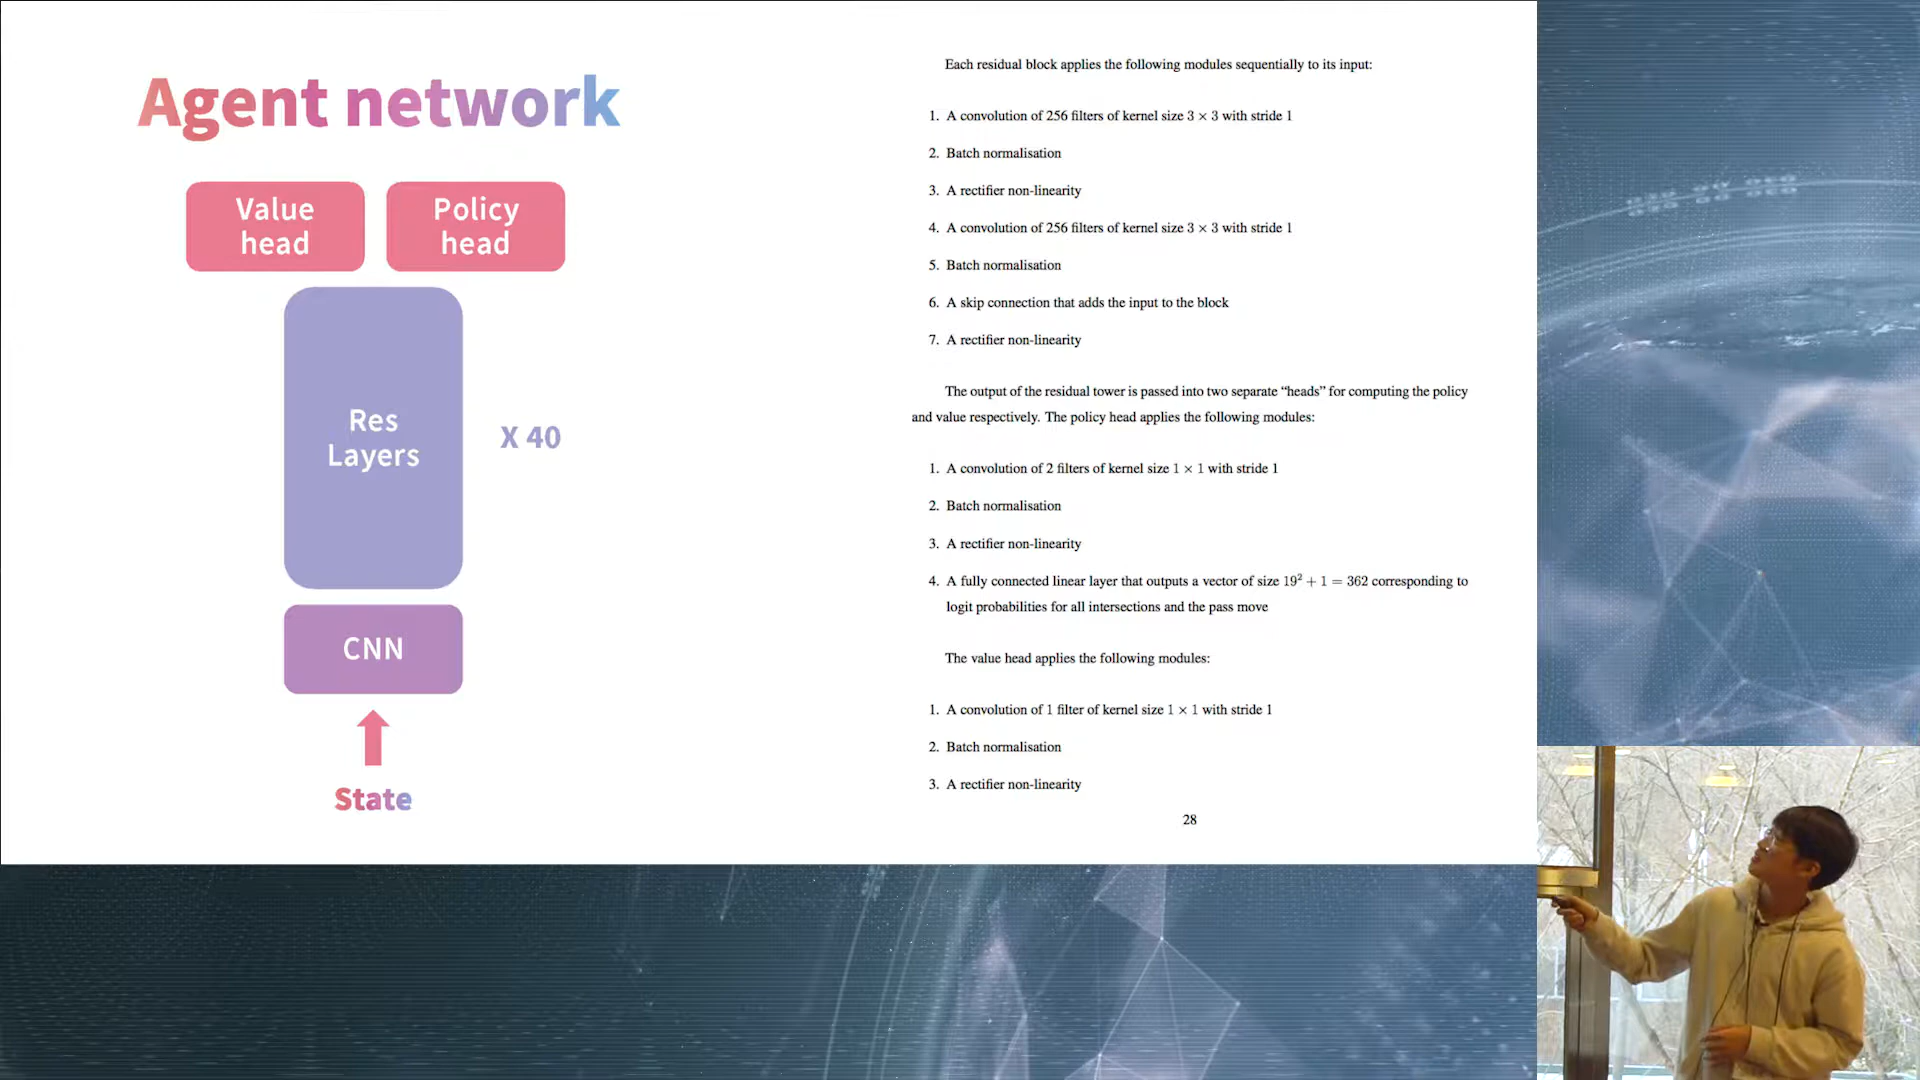 Agent network
Value
head
Policy
head
Res
Layers
X 40
CNN
State
Each residual block applies the following modules sequentially to its input:
1. A convolution of 256 filters of kernel size 3 × 3 with stride 1
2. Batch normalisation
3. A rectifier non-linearity
4. A convolution of 256 filters of kernel size 3 × 3 with stride 1
5. Batch normalisation
6. A skip connection that adds the input to the block
7. A rectifier non-linearity
The output of the residual tower is passed into two separate “heads” for computing the policy
and value respectively. The policy head applies the following modules:
1. A convolution of 2 filters of kernel size 1 × 1 with stride 1
2. Batch normalisation
3. A rectifier non-linearity
4. A fully connected linear layer that outputs a vector of size 19² + 1 = 362 corresponding to
logit probabilities for all intersections and the pass move
The value head applies the following modules:
1. A convolution of 1 filter of kernel size 1 × 1 with stride 1
2. Batch normalisation
3. A rectifier non-linearity
28